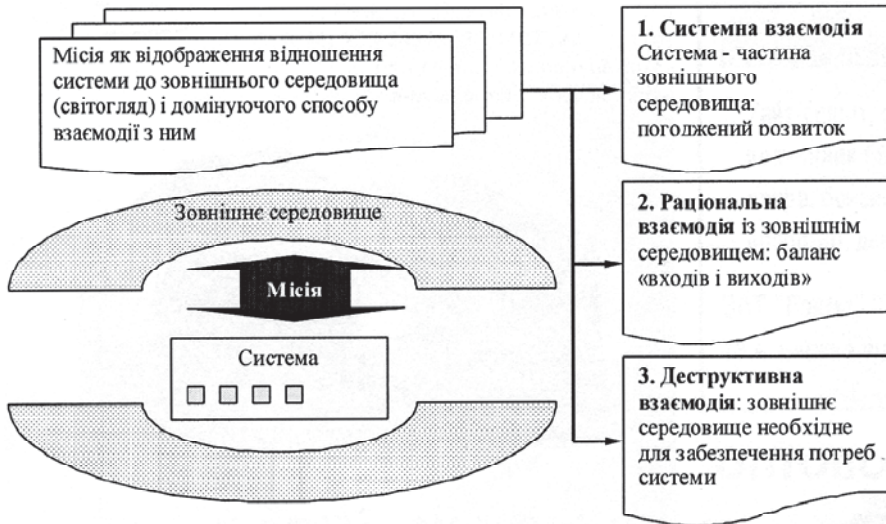 Місія як відображення відношення
системи до зовнішнього середовища
(світогляд) і домінуючого способу
взаємодії з ним
Зовнішнє середовище
Місія
Система
1. Системна взаємодія
Система - частина
зовнішнього
середовища:
погоджений розвиток
2. Раціональна
взаємодія із зовнішнім
середовищем: баланс
«входів і виходів»
3. Деструктивна
взаємодія: зовнішнє
середовище необхідне
для забезпечення потреб
системи